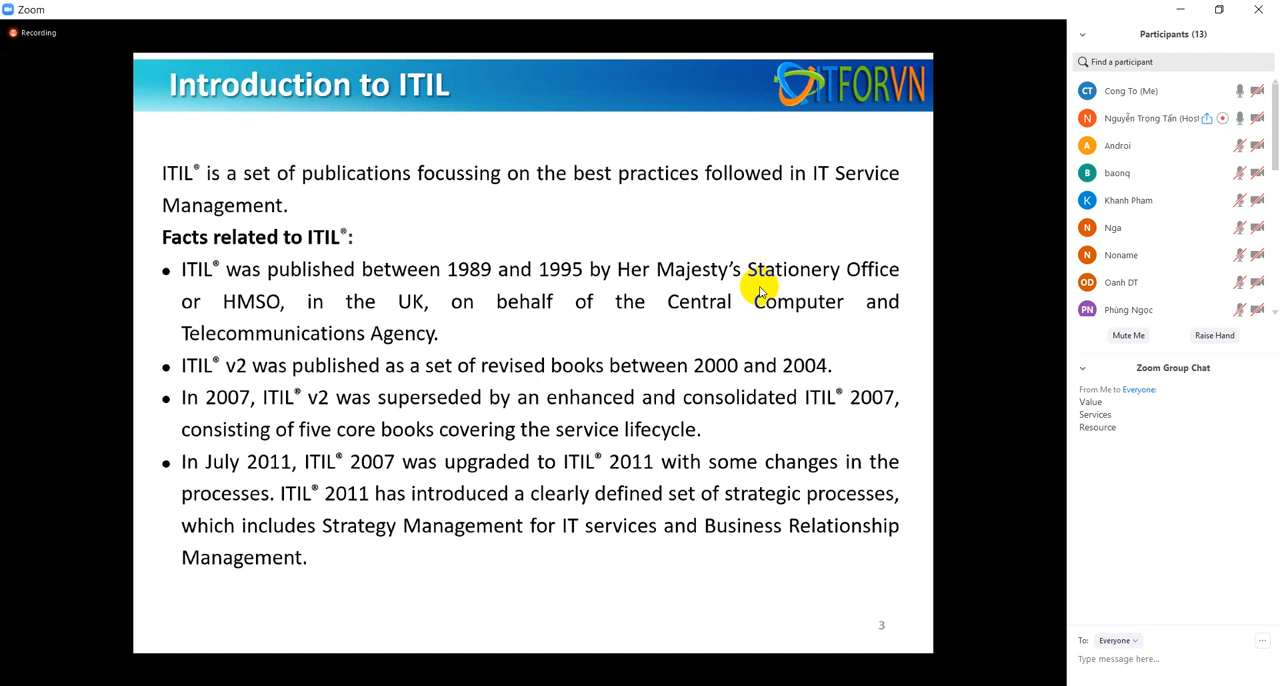 Zoom
Recording
Introduction to ITIL
ITFORVN
ITIL® is a set of publications focussing on the best practices followed in IT Service
Management.
Facts related to ITIL®:
• ITIL® was published between 1989 and 1995 by Her Majesty’s Stationery Office
or HMSO, in the UK, on behalf of the Central Computer and
Telecommunications Agency.
• ITIL® v2 was published as a set of revised books between 2000 and 2004.
• In 2007, ITIL® v2 was superseded by an enhanced and consolidated ITIL® 2007,
consisting of five core books covering the service lifecycle.
• In July 2011, ITIL® 2007 was upgraded to ITIL® 2011 with some changes in the
processes. ITIL® 2011 has introduced a clearly defined set of strategic processes,
which includes Strategy Management for IT services and Business Relationship
Management.
3
Participants (13)
Find a participant
CT Cong To (Me)
N Nguyễn Trọng Tấn (Host
A Androi
B baonq
K Khanh Pham
N Nga
N Noname
OD Oanh DT
PN Phùng Ngọc
Mute Me Raise Hand
Zoom Group Chat
From Me to Everyone:
Value
Services
Resource
To: Everyone
Type message here...